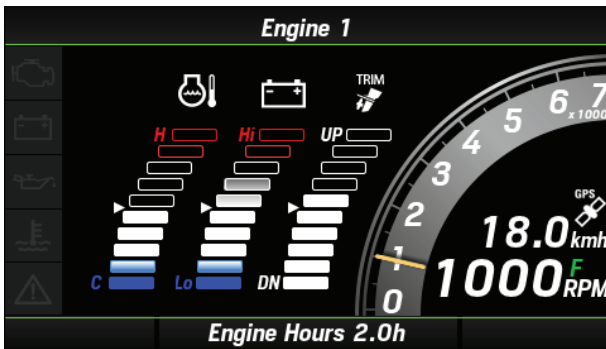 Engine 1
TRIM
H Hi UP
C Lo DN
0
1
2
3
4
5
6
7
x 1000
GPS
18.0 kmh
1000 F RPM
Engine Hours 2.0h